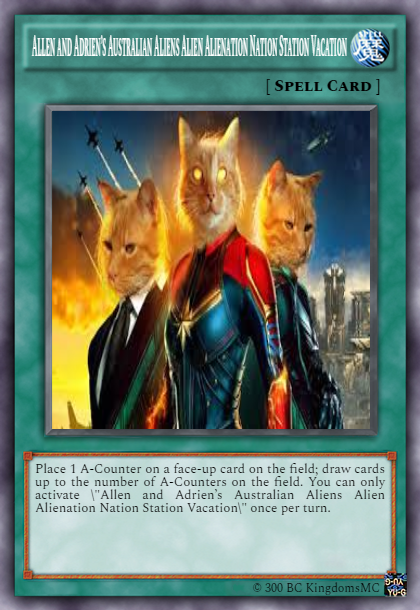 Allen and Adrien's Australian Aliens Alien Alienation Nation Station Vacation
[ Spell Card ]
Place 1 A-Counter on a face-up card on the field; draw cards
up to the number of A-Counters on the field. You can only
activate \"Allen and Adrien's Australian Aliens Alien
Alienation Nation Station Vacation\" once per turn.
© 300 BC KingdomsMC